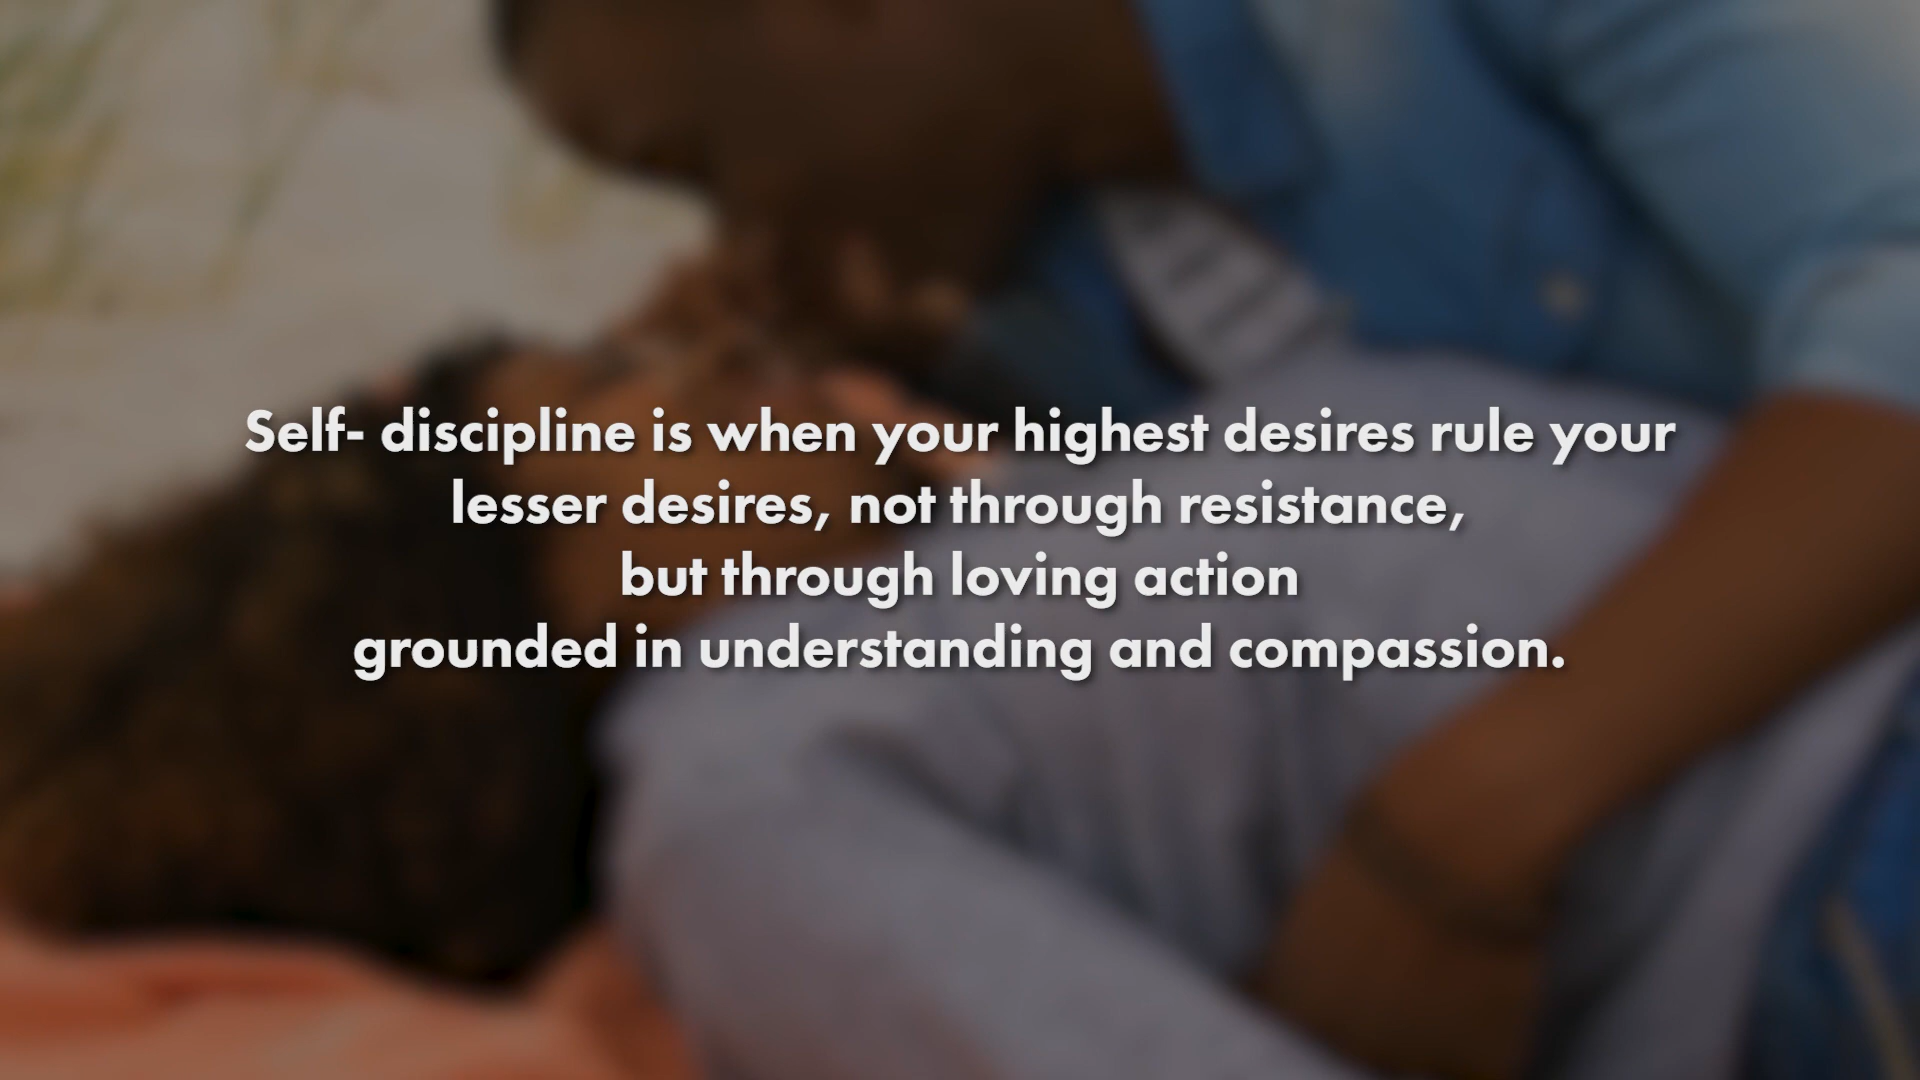 Self- discipline is when your highest desires rule your
lesser desires, not through resistance,
but through loving action
grounded in understanding and compassion.